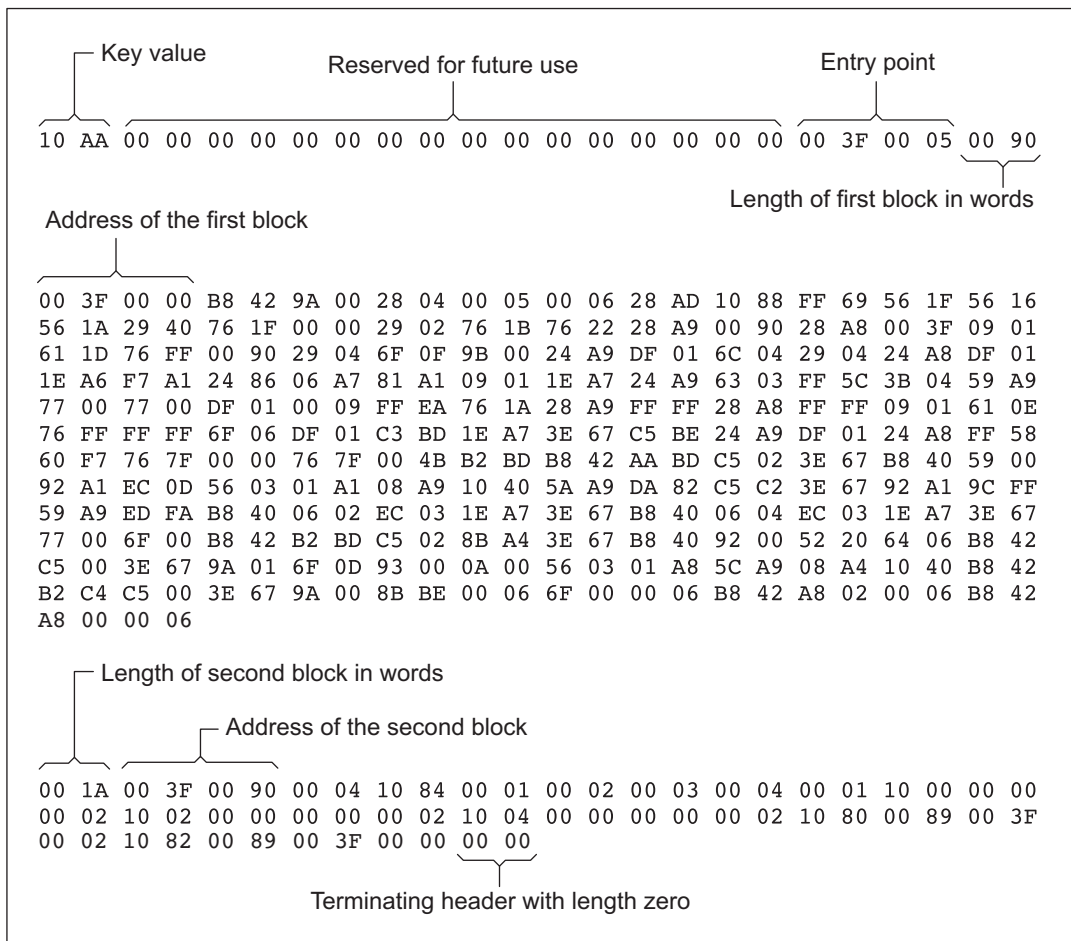 Key value
Reserved for future use
Entry point
10 AA 00 00 00 00 00 00 00 00 00 00 00 00 00 00 00 00 00 3F 00 05 00 90
Length of first block in words
Address of the first block
00 3F 00 00 B8 42 9A 00 28 04 00 05 00 06 28 AD 10 88 FF 69 56 1F 56 16
56 1A 29 40 76 1F 00 00 29 02 76 1B 76 22 28 A9 00 90 28 A8 00 3F 09 01
61 1D 76 FF 00 90 29 04 6F 0F 9B 00 24 A9 DF 01 6C 04 29 04 24 A8 DF 01
1E A6 F7 A1 24 86 06 A7 81 A1 09 01 1E A7 24 A9 63 03 FF 5C 3B 04 59 A9
77 00 77 00 DF 01 00 09 FF EA 76 1A 28 A9 FF FF 28 A8 FF FF 09 01 61 0E
76 FF FF FF 6F 06 DF 01 C3 BD 1E A7 3E 67 C5 BE 24 A9 DF 01 24 A8 FF 58
60 F7 76 7F 00 00 76 7F 00 4B B2 BD B8 42 AA BD C5 02 3E 67 B8 40 59 00
92 A1 EC 0D 56 03 01 A1 08 A9 10 40 5A A9 DA 82 C5 C2 3E 67 92 A1 9C FF
59 A9 ED FA B8 40 06 02 EC 03 1E A7 3E 67 B8 40 06 04 EC 03 1E A7 3E 67
77 00 6F 00 B8 42 B2 BD C5 02 8B A4 3E 67 B8 40 92 00 52 20 64 06 B8 42
C5 00 3E 67 9A 01 6F 0D 93 00 0A 00 56 03 01 A8 5C A9 08 A4 10 40 B8 42
B2 C4 C5 00 3E 67 9A 00 8B BE 00 06 6F 00 00 06 B8 42 A8 02 00 06 B8 42
A8 00 00 06
Length of second block in words
Address of the second block
00 1A 00 3F 00 90 00 04 10 84 00 01 00 02 00 03 00 04 00 01 10 00 00 00
00 02 10 02 00 00 00 00 00 02 10 04 00 00 00 00 00 02 10 80 00 89 00 3F
00 02 10 82 00 89 00 3F 00 00 00 00
Terminating header with length zero